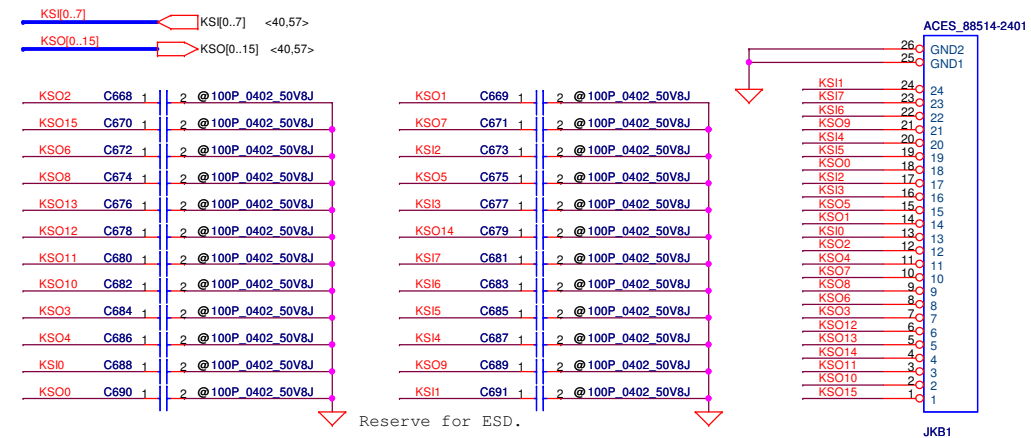 KSI[0..7] KSI[0..7] <40,57>
KSO[0..15] KSO[0..15] <40,57>
KSO2 C668 1 2 @100P_0402_50V8J
KSO15 C670 1 2 @100P_0402_50V8J
KSO6 C672 1 2 @100P_0402_50V8J
KSO8 C674 1 2 @100P_0402_50V8J
KSO13 C676 1 2 @100P_0402_50V8J
KSO12 C678 1 2 @100P_0402_50V8J
KSO11 C680 1 2 @100P_0402_50V8J
KSO10 C682 1 2 @100P_0402_50V8J
KSO3 C684 1 2 @100P_0402_50V8J
KSO4 C686 1 2 @100P_0402_50V8J
KSI0 C688 1 2 @100P_0402_50V8J
KSO0 C690 1 2 @100P_0402_50V8J
KSO1 C669 1 2 @100P_0402_50V8J
KSO7 C671 1 2 @100P_0402_50V8J
KSI2 C673 1 2 @100P_0402_50V8J
KSO5 C675 1 2 @100P_0402_50V8J
KSI3 C677 1 2 @100P_0402_50V8J
KSO14 C679 1 2 @100P_0402_50V8J
KSI7 C681 1 2 @100P_0402_50V8J
KSI6 C683 1 2 @100P_0402_50V8J
KSI5 C685 1 2 @100P_0402_50V8J
KSI4 C687 1 2 @100P_0402_50V8J
KSO9 C689 1 2 @100P_0402_50V8J
KSI1 C691 1 2 @100P_0402_50V8J
Reserve for ESD.
ACES_88514-2401
26 GND2
25 GND1
KSI1 24 24
KSI7 23 23
KSI6 22 22
KSO9 21 21
KSI4 20 20
KSI5 19 19
KSO0 18 18
KSI2 17 17
KSI3 16 16
KSO5 15 15
KSO1 14 14
KSI0 13 13
KSO2 12 12
KSO4 11 11
KSO7 10 10
KSO8 9 9
KSO6 8 8
KSO3 7 7
KSO12 6 6
KSO13 5 5
KSO14 4 4
KSO11 3 3
KSO10 2 2
KSO15 1 1
JKB1